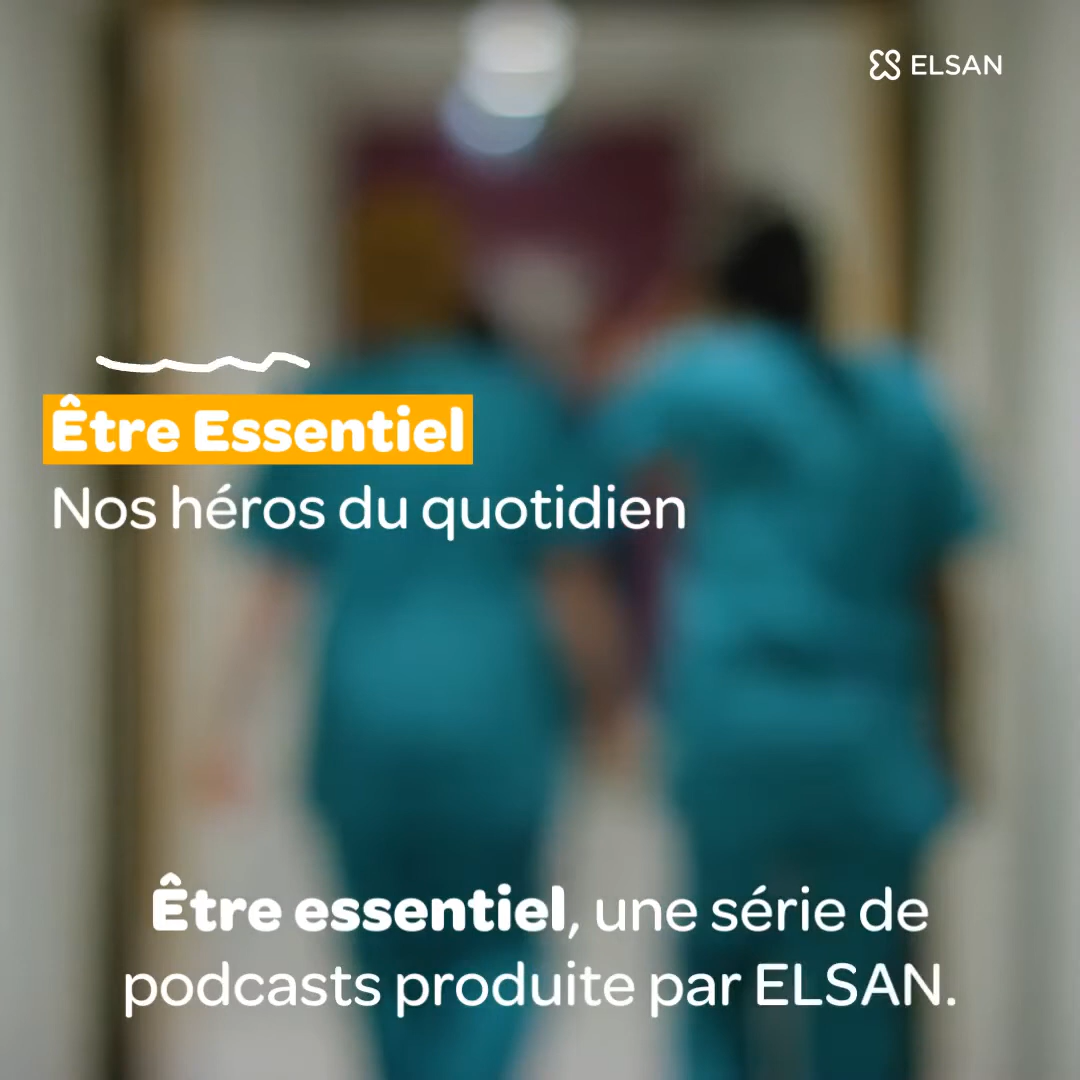 ELSAN
Être Essentiel
Nos héros du quotidien
Être essentiel, une série de
podcasts produite par ELSAN.